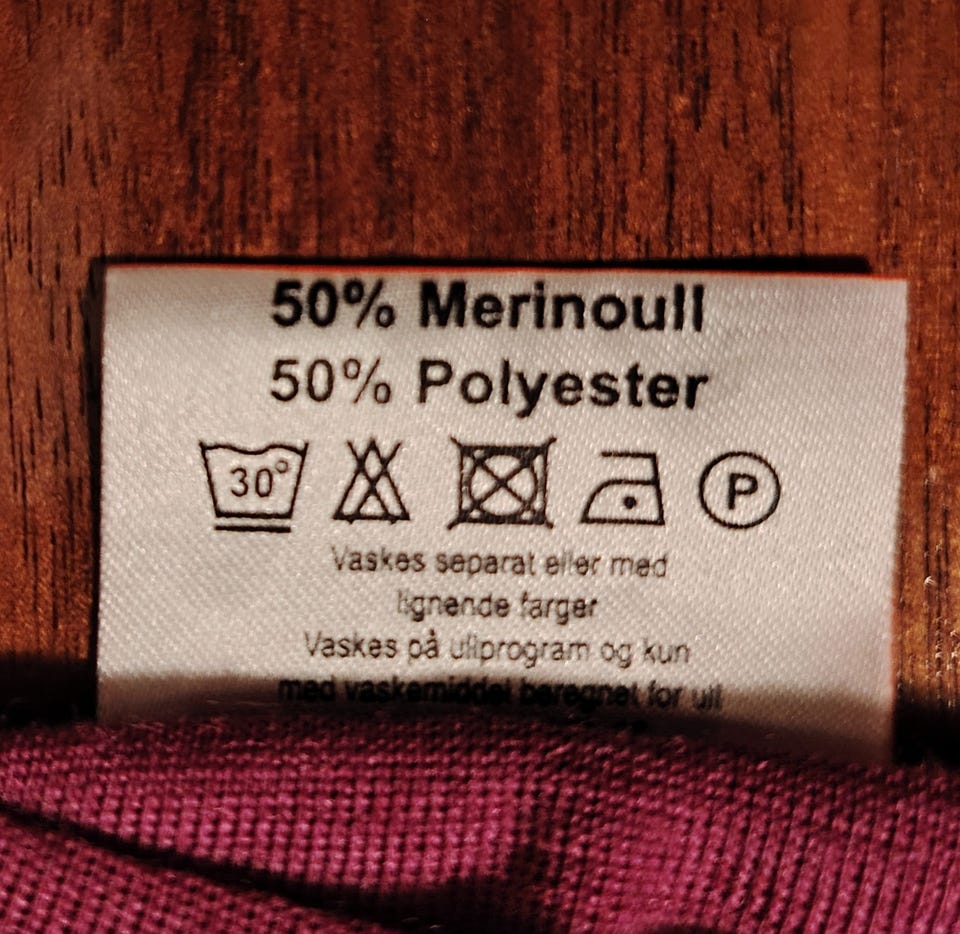 50% Merinoull
50% Polyester
30° P
Vaskes separat eller med
lignende farger
Vaskes på ullprogram og kun
med vaskemiddel beregnet for ull